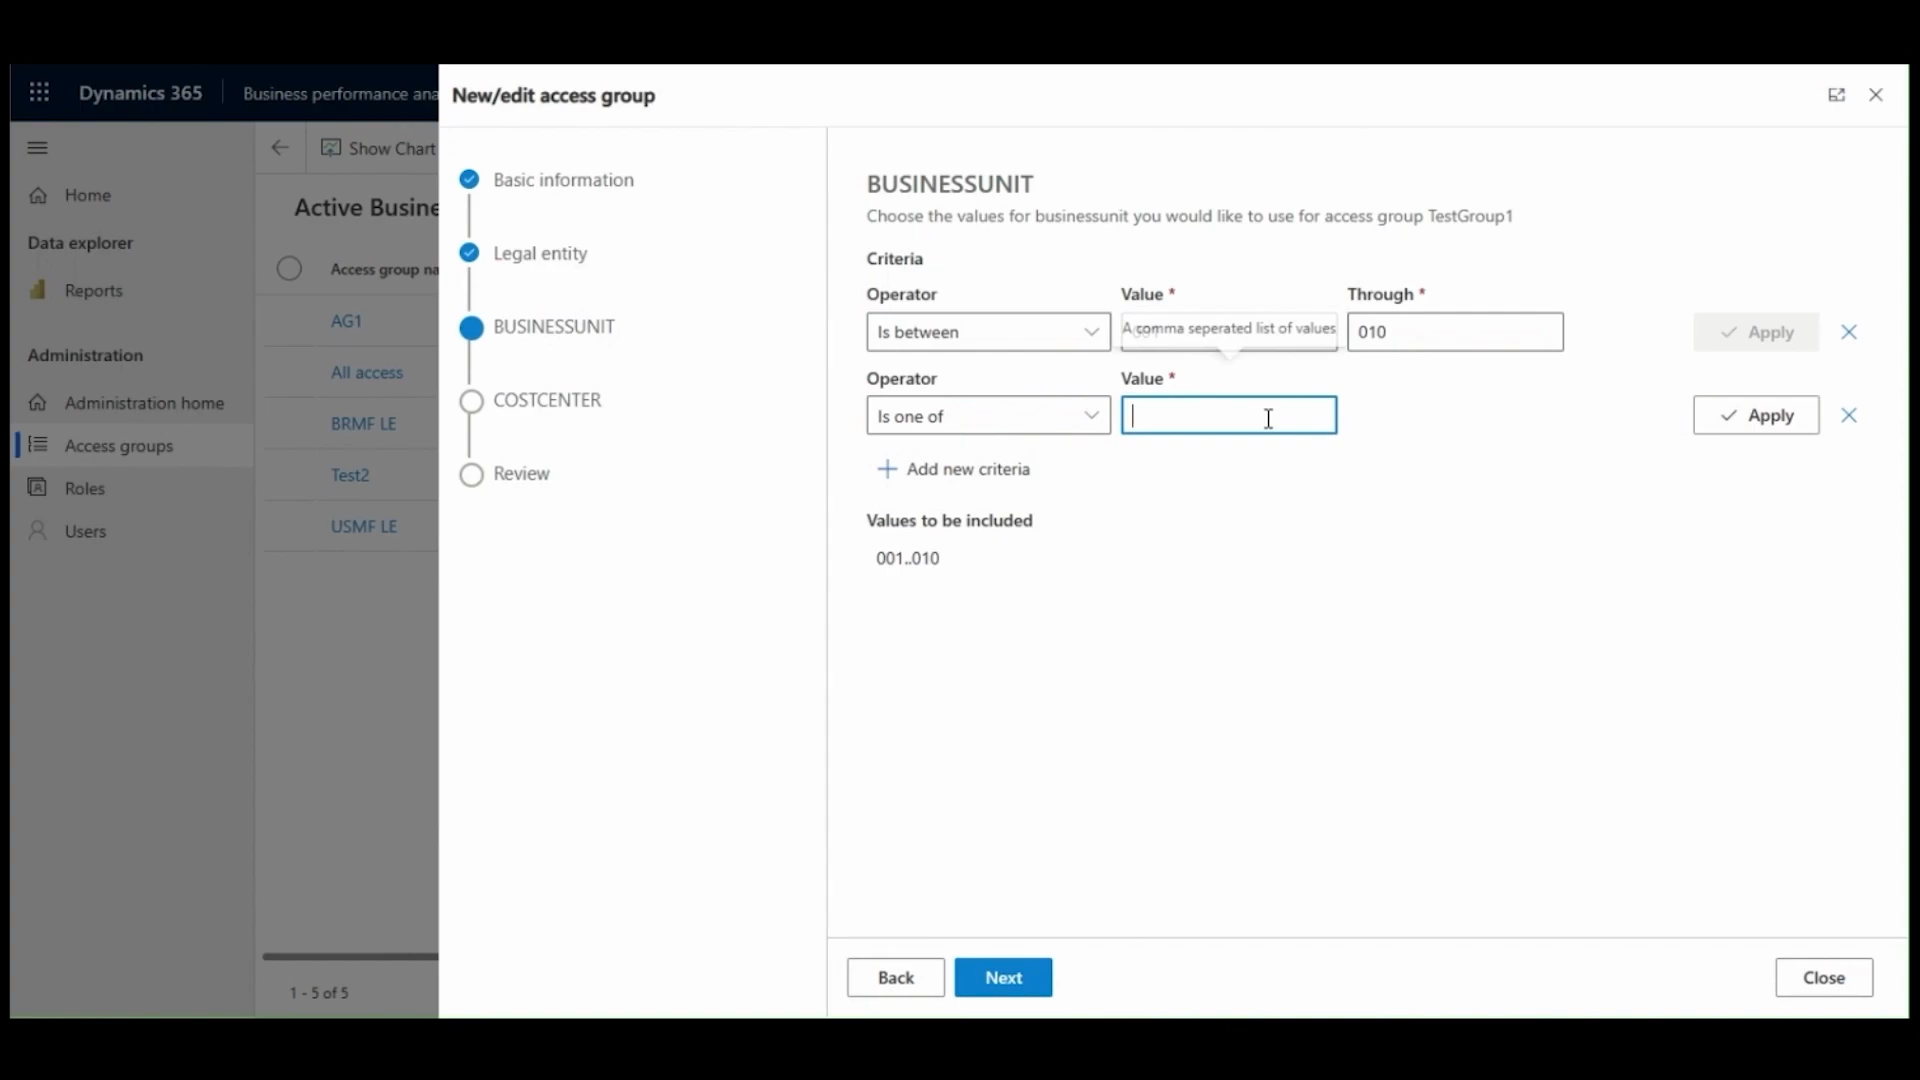 Dynamics 365
Business performance ana
New/edit access group
Show Chart
Home
Data explorer
Reports
Administration
Administration home
Access groups
Roles
Users
Active Busine
Access group na
AG1
All access
BRMF LE
Test2
USMF LE
1 - 5 of 5
Basic information
Legal entity
BUSINESSUNIT
COSTCENTER
Review
BUSINESSUNIT
Choose the values for businessunit you would like to use for access group TestGroup1
Criteria
Operator Value * Through *
Is between A comma seperated list of values 010 Apply
Operator Value *
Is one of Apply
Add new criteria
Values to be included
001..010
Back Next Close